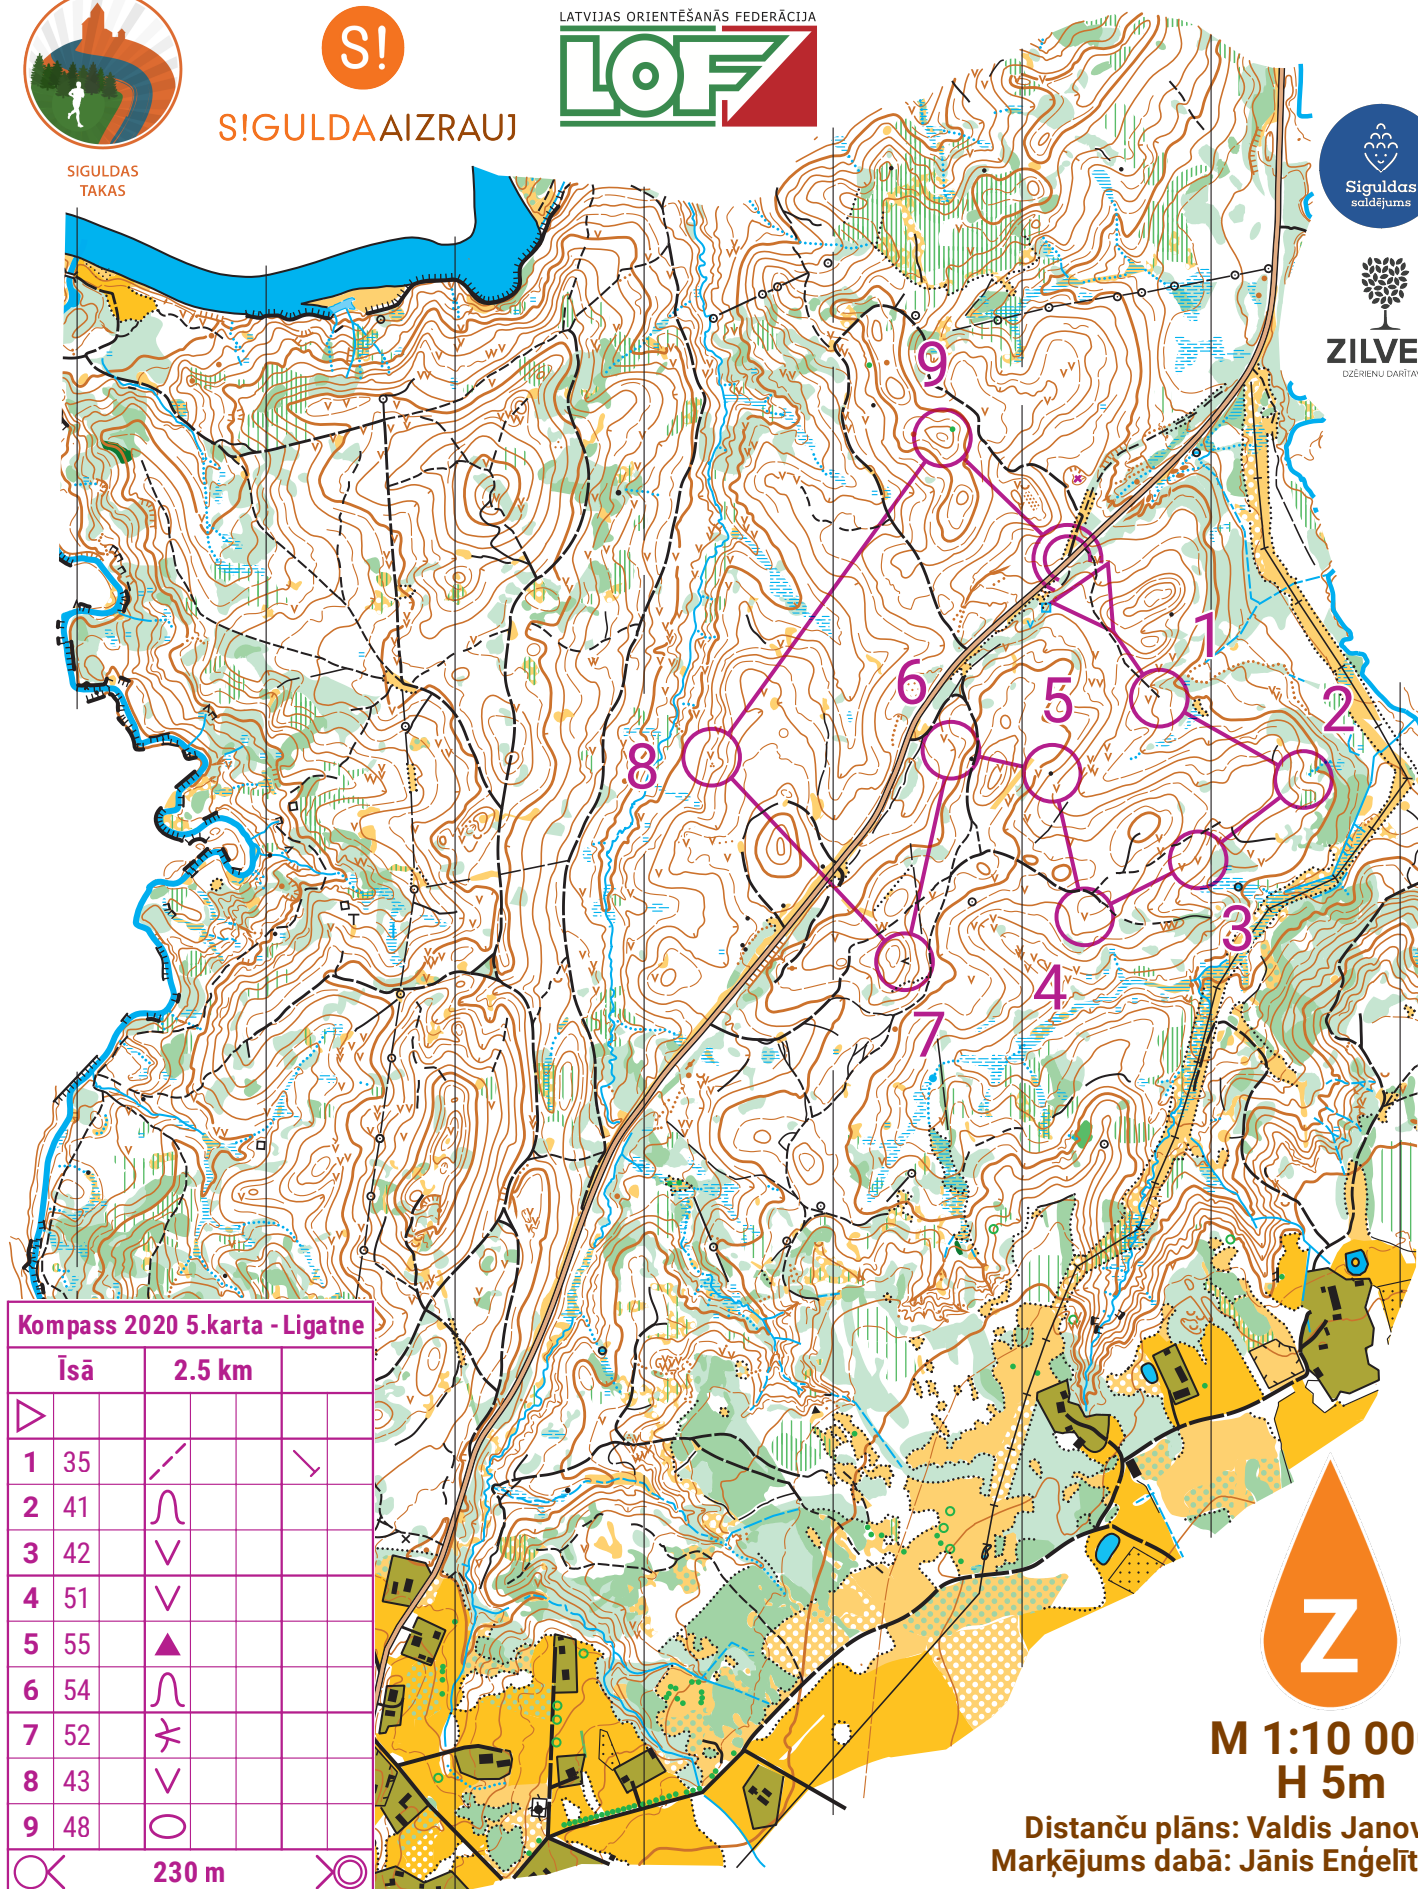 LATVIJAS ORIENTĒŠANĀS FEDERĀCIJA
LOF
S!
S!GULDAAIZRAUJ
SIGULDAS
TAKAS
Siguldas
saldējums
ZILVE
DZĒRIENU DARĪTAV
9
1
2
6
5
8
3
4
7
Kompass 2020 5.karta - Ligatne
Īsā 2.5 km
1 35
2 41
3 42
4 51
5 55
6 54
7 52
8 43
9 48
230 m
Z
M 1:10 00
H 5m
Distanču plāns: Valdis Janov
Marķējums dabā: Jānis Enģelīt